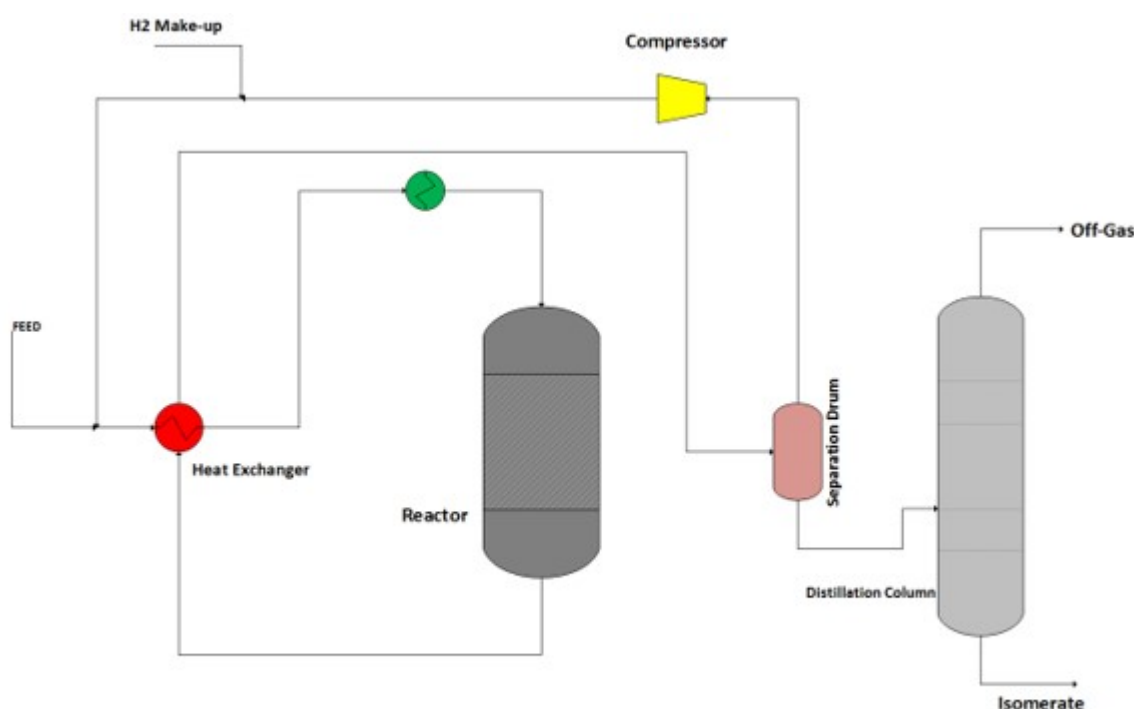 H2 Make-up
Compressor
Off-Gas
FEED
Heat Exchanger
Separation Drum
Reactor
Distillation Column
Isomerate